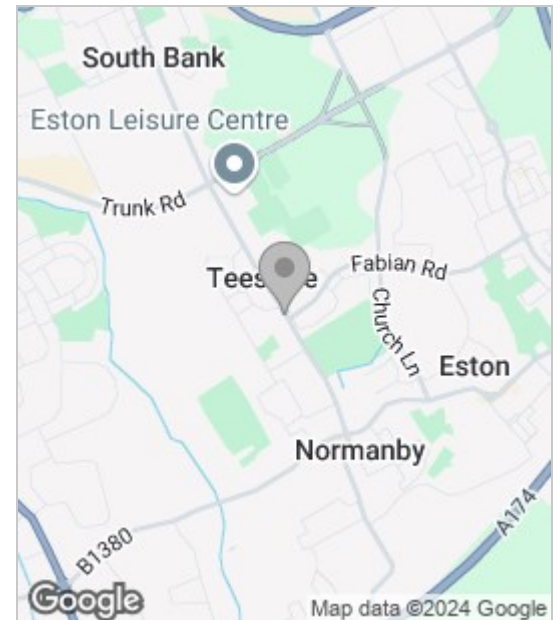 South Bank
Eston Leisure Centre
Trunk Rd
Fabian Rd
Church Ln
Eston
Normanby
B1380
A174
Google
Map data ©2024 Google